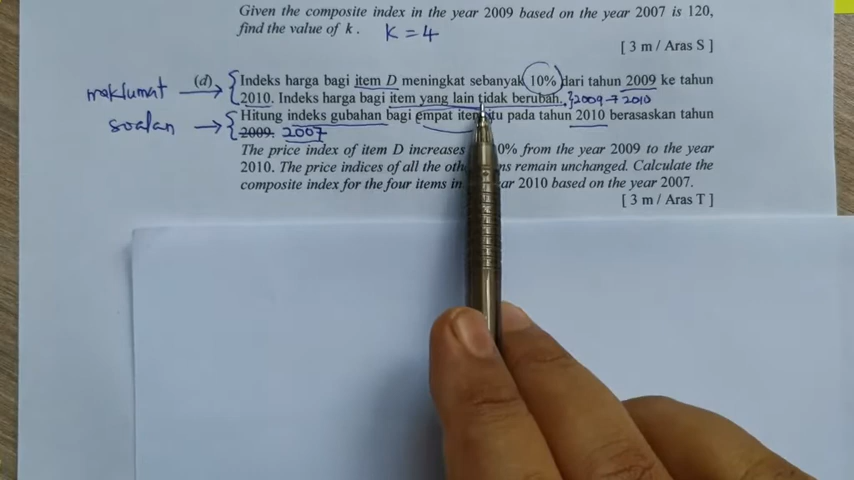 Given the composite index in the year 2009 based on the year 2007 is 120,
find the value of k . K = 4
[ 3 m / Aras S ]
maklumat → (d) { Indeks harga bagi item D meningkat sebanyak 10% dari tahun 2009 ke tahun
2010. Indeks harga bagi item yang lain tidak berubah. } 2009 → 2010
soalan → { Hitung indeks gubahan bagi empat item itu pada tahun 2010 berasaskan tahun
2009. 2007
The price index of item D increases 0% from the year 2009 to the year
2010. The price indices of all the oth ns remain unchanged. Calculate the
composite index for the four items in ar 2010 based on the year 2007.
[ 3 m / Aras T ]